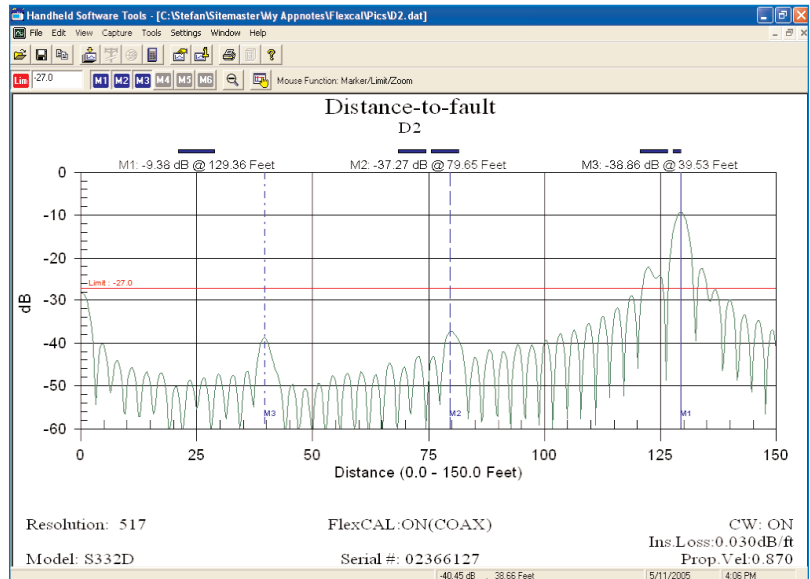 Handheld Software Tools - [C:\Stefan\Sitemaster\My Appnotes\Flexcal\Pics\D2.dat]
File Edit View Capture Tools Settings Window Help
Lim -27.0 M1 M2 M3 M4 M5 M6 Mouse Function: Marker/Limit/Zoom
Distance-to-fault
D2
M1: -9.38 dB @ 129.36 Feet M2: -37.27 dB @ 79.65 Feet M3: -38.86 dB @ 39.53 Feet
0
-10
-20
Limit : -27.0
-30
-40
-50
-60
dB
M3 M2 M1
0 25 50 75 100 125 150
Distance (0.0 - 150.0 Feet)
Resolution: 517 FlexCAL:ON(COAX) CW: ON
Ins.Loss:0.030dB/ft
Model: S332D Serial #: 02366127 Prop.Vel:0.870
-40.45 dB , 38.66 Feet 5/11/2005 4:06 PM